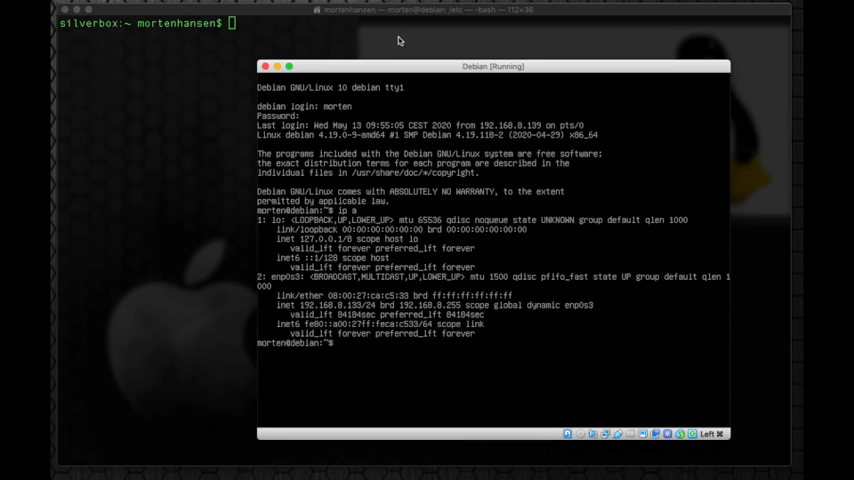 mortenhansen — morten@debian: /etc — -bash — 112×36
silverbox:~ mortenhansen$
Debian [Running]
Debian GNU/Linux 10 debian tty1
debian login: morten
Password:
Last login: Wed May 13 09:55:05 CEST 2020 from 192.168.8.139 on pts/0
Linux debian 4.19.0-9-amd64 #1 SMP Debian 4.19.118-2 (2020-04-29) x86_64
The programs included with the Debian GNU/Linux system are free software;
the exact distribution terms for each program are described in the
individual files in /usr/share/doc/*/copyright.
Debian GNU/Linux comes with ABSOLUTELY NO WARRANTY, to the extent
permitted by applicable law.
morten@debian:~$ ip a
1: lo: <LOOPBACK,UP,LOWER_UP> mtu 65536 qdisc noqueue state UNKNOWN group default qlen 1000
link/loopback 00:00:00:00:00:00 brd 00:00:00:00:00:00
inet 127.0.0.1/8 scope host lo
valid_lft forever preferred_lft forever
inet6 ::1/128 scope host
valid_lft forever preferred_lft forever
2: enp0s3: <BROADCAST,MULTICAST,UP,LOWER_UP> mtu 1500 qdisc pfifo_fast state UP group default qlen 1
000
link/ether 08:00:27:ca:c5:33 brd ff:ff:ff:ff:ff:ff
inet 192.168.8.133/24 brd 192.168.8.255 scope global dynamic enp0s3
valid_lft 84184sec preferred_lft 84184sec
inet6 fe80::a00:27ff:feca:c533/64 scope link
valid_lft forever preferred_lft forever
morten@debian:~$
Left ⌘